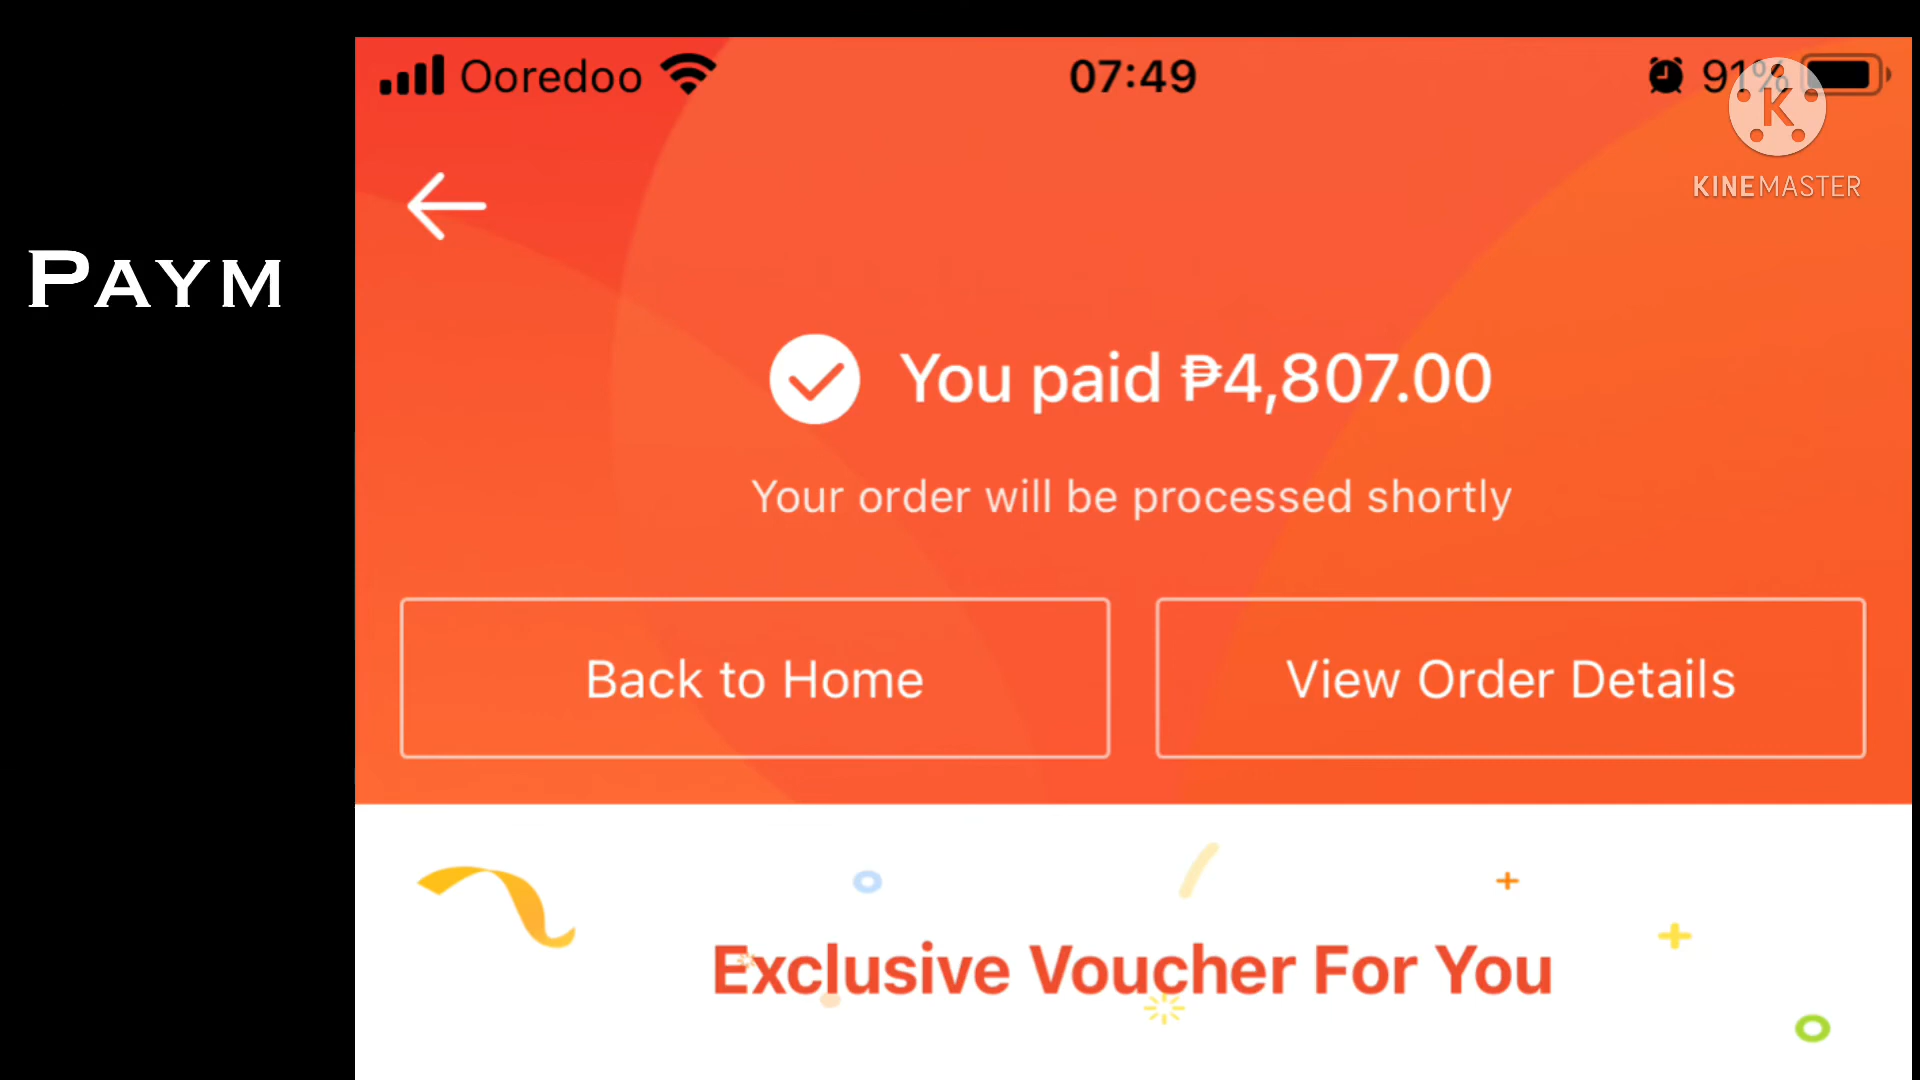 Ooredoo 07:49 91%
KINEMASTER
PAYM
You paid ₱4,807.00
Your order will be processed shortly
Back to Home View Order Details
Exclusive Voucher For You